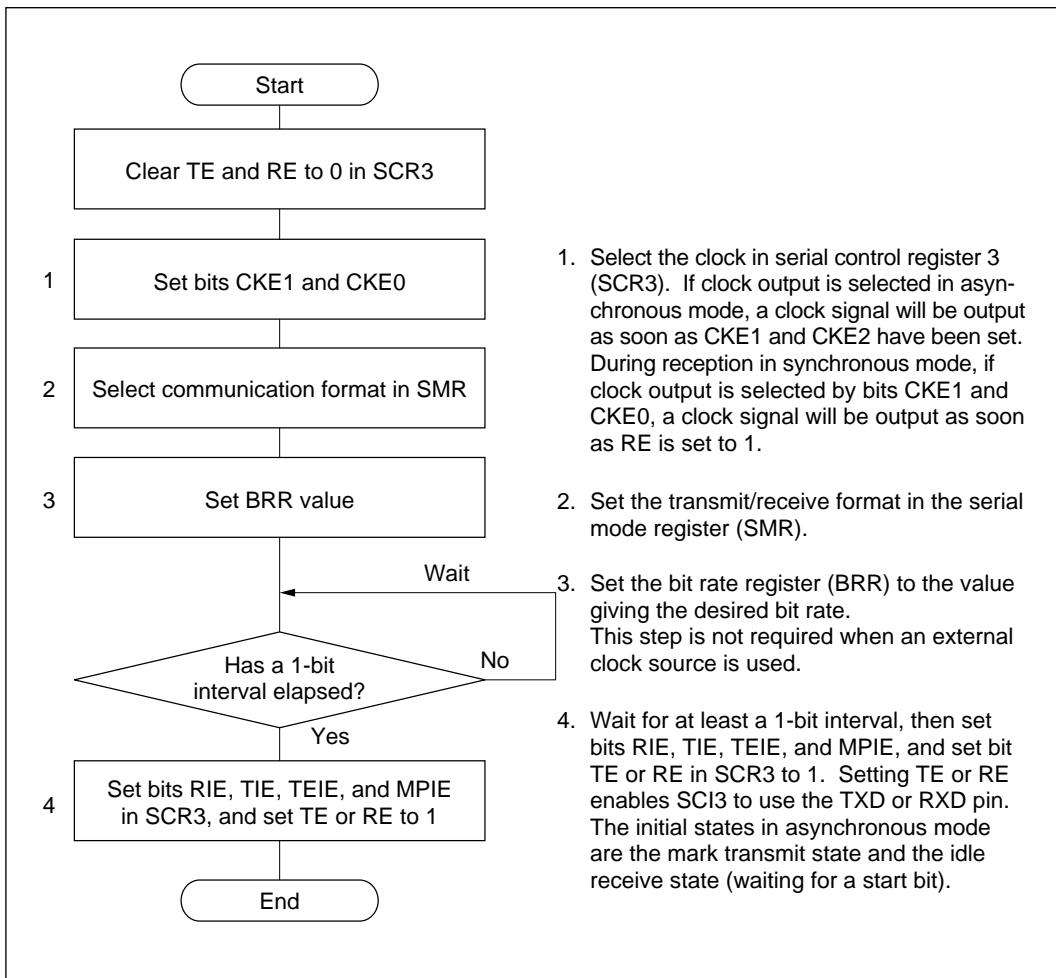 Start
Clear TE and RE to 0 in SCR3
1
Set bits CKE1 and CKE0
2
Select communication format in SMR
3
Set BRR value
Wait
Has a 1-bit
interval elapsed?
No
Yes
4
Set bits RIE, TIE, TEIE, and MPIE
in SCR3, and set TE or RE to 1
End
1. Select the clock in serial control register 3
(SCR3). If clock output is selected in asyn-
chronous mode, a clock signal will be output
as soon as CKE1 and CKE2 have been set.
During reception in synchronous mode, if
clock output is selected by bits CKE1 and
CKE0, a clock signal will be output as soon
as RE is set to 1.
2. Set the transmit/receive format in the serial
mode register (SMR).
3. Set the bit rate register (BRR) to the value
giving the desired bit rate.
This step is not required when an external
clock source is used.
4. Wait for at least a 1-bit interval, then set
bits RIE, TIE, TEIE, and MPIE, and set bit
TE or RE in SCR3 to 1. Setting TE or RE
enables SCI3 to use the TXD or RXD pin.
The initial states in asynchronous mode
are the mark transmit state and the idle
receive state (waiting for a start bit).